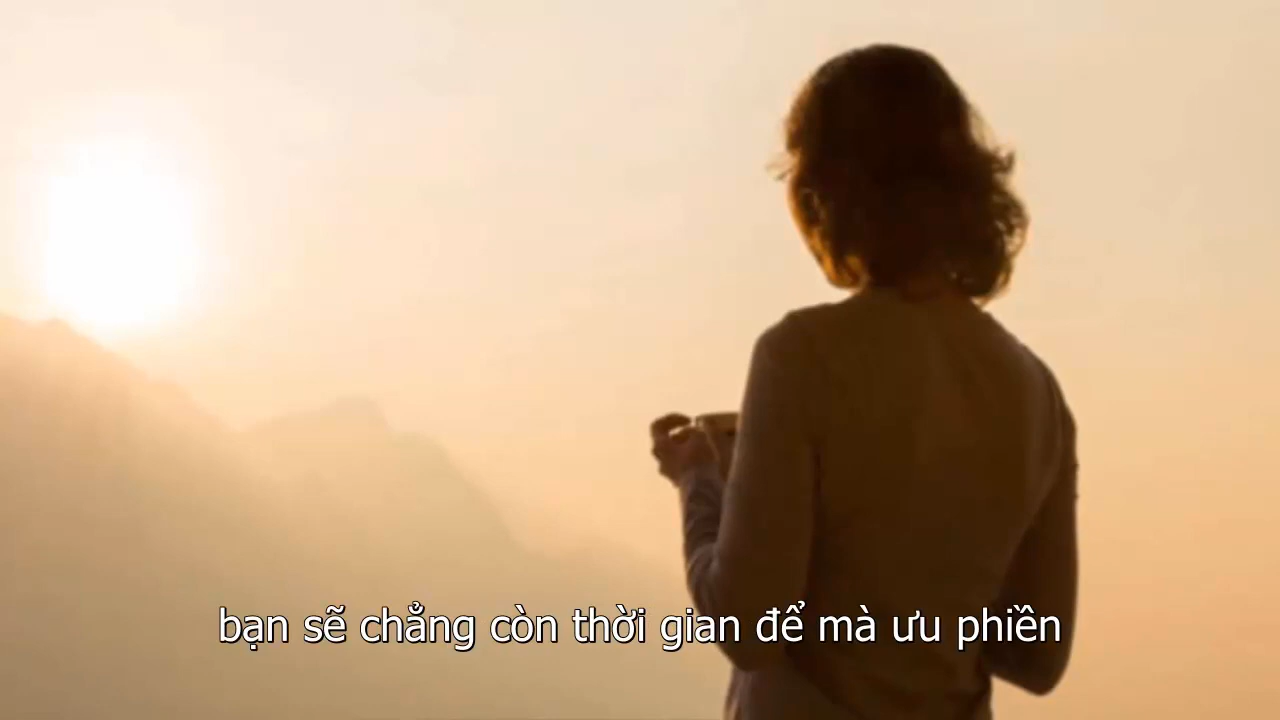 bạn sẽ chẳng còn thời gian để mà ưu phiền